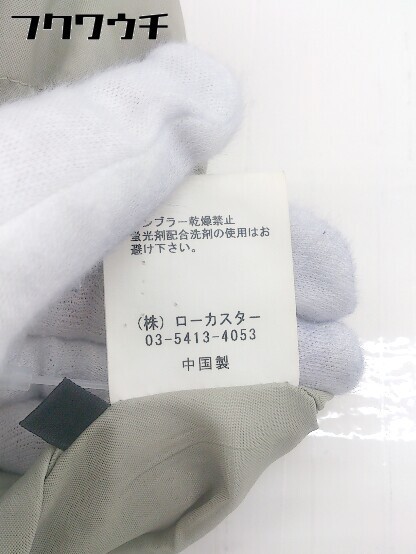 フクワウチ
ンブラー乾燥禁止
蛍光剤配合洗剤の使用はお
避け下さい。
(株) ローカスター
03-5413-4053
中国製